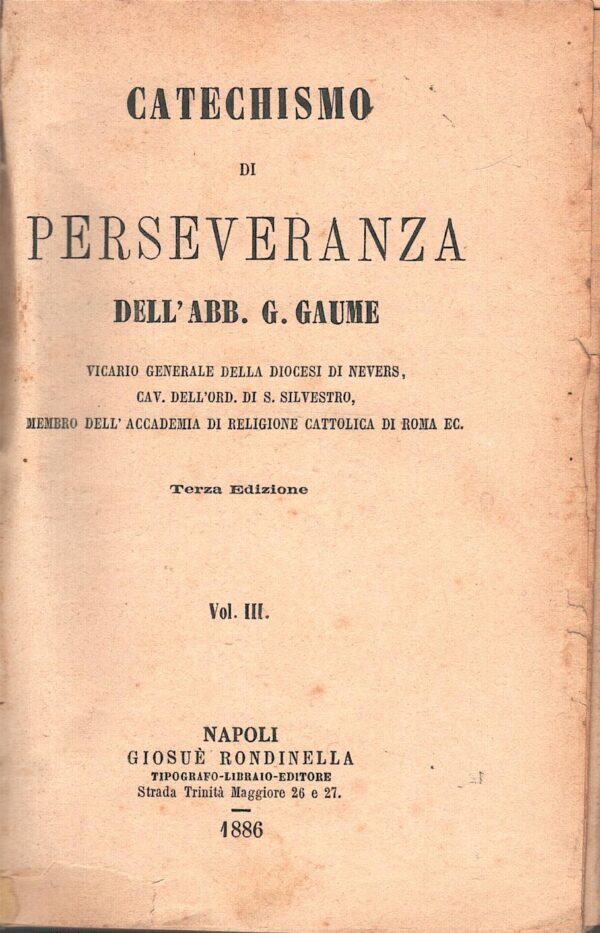 CATECHISMO
DI
PERSEVERANZA
DELL'ABB. G. GAUME
VICARIO GENERALE DELLA DIOCESI DI NEVERS,
CAV. DELL'ORD. DI S. SILVESTRO,
MEMBRO DELL' ACCADEMIA DI RELIGIONE CATTOLICA DI ROMA EC.
Terza Edizione
Vol. III.
NAPOLI
GIOSUÈ RONDINELLA
TIPOGRAFO-LIBRAIO-EDITORE
Strada Trinità Maggiore 26 e 27.
1886